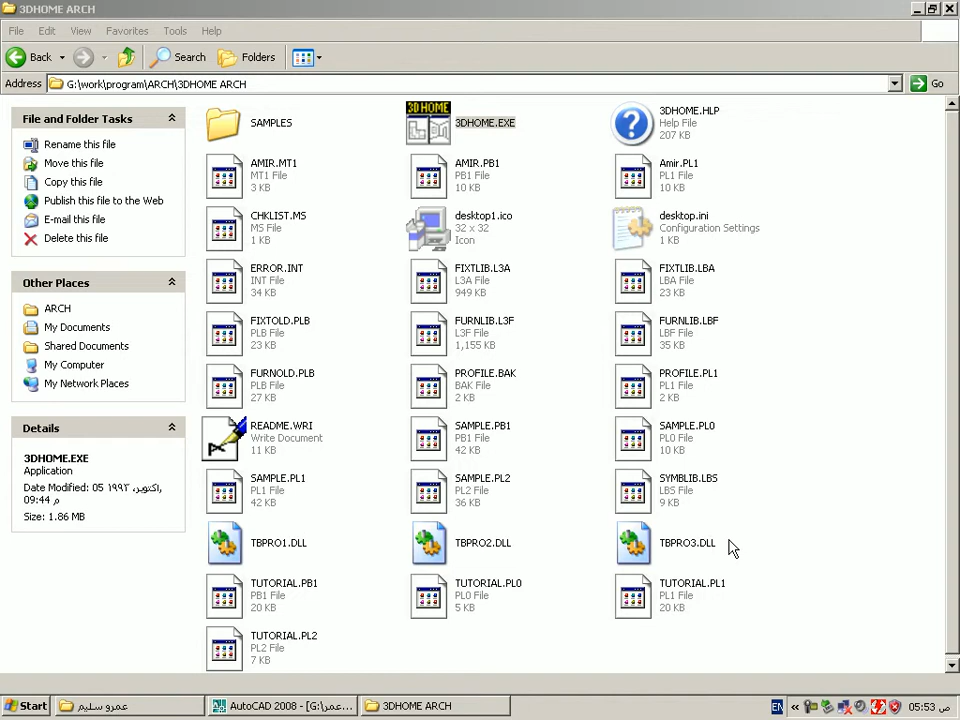 3DHOME ARCH
File Edit View Favorites Tools Help
Back Search Folders
Address G:\work\program\ARCH\3DHOME ARCH Go
File and Folder Tasks
Rename this file
Move this file
Copy this file
Publish this file to the Web
E-mail this file
Delete this file
Other Places
ARCH
My Documents
Shared Documents
My Computer
My Network Places
Details
3DHOME.EXE
Application
Date Modified: 05 اكتوبر، ١٩٩٣،
09:44 م
Size: 1.86 MB
SAMPLES
3D HOME
3DHOME.EXE
3DHOME.HLP
Help File
207 KB
AMIR.MT1
MT1 File
3 KB
AMIR.PB1
PB1 File
10 KB
Amir.PL1
PL1 File
10 KB
CHKLIST.MS
MS File
1 KB
desktop1.ico
32 x 32
Icon
desktop.ini
Configuration Settings
1 KB
ERROR.INT
INT File
34 KB
FIXTLIB.L3A
L3A File
949 KB
FIXTLIB.LBA
LBA File
23 KB
FIXTOLD.PLB
PLB File
23 KB
FURNLIB.L3F
L3F File
1,155 KB
FURNLIB.LBF
LBF File
35 KB
FURNOLD.PLB
PLB File
27 KB
PROFILE.BAK
BAK File
2 KB
PROFILE.PL1
PL1 File
2 KB
README.WRI
Write Document
11 KB
SAMPLE.PB1
PB1 File
42 KB
SAMPLE.PL0
PL0 File
10 KB
SAMPLE.PL1
PL1 File
42 KB
SAMPLE.PL2
PL2 File
36 KB
SYMBLIB.LBS
LBS File
9 KB
TBPRO1.DLL
TBPRO2.DLL
TBPRO3.DLL
TUTORIAL.PB1
PB1 File
20 KB
TUTORIAL.PL0
PL0 File
5 KB
TUTORIAL.PL1
PL1 File
20 KB
TUTORIAL.PL2
PL2 File
7 KB
Start عمرو سليم AutoCAD 2008 - [G:\عمر... 3DHOME ARCH EN 05:53 ص